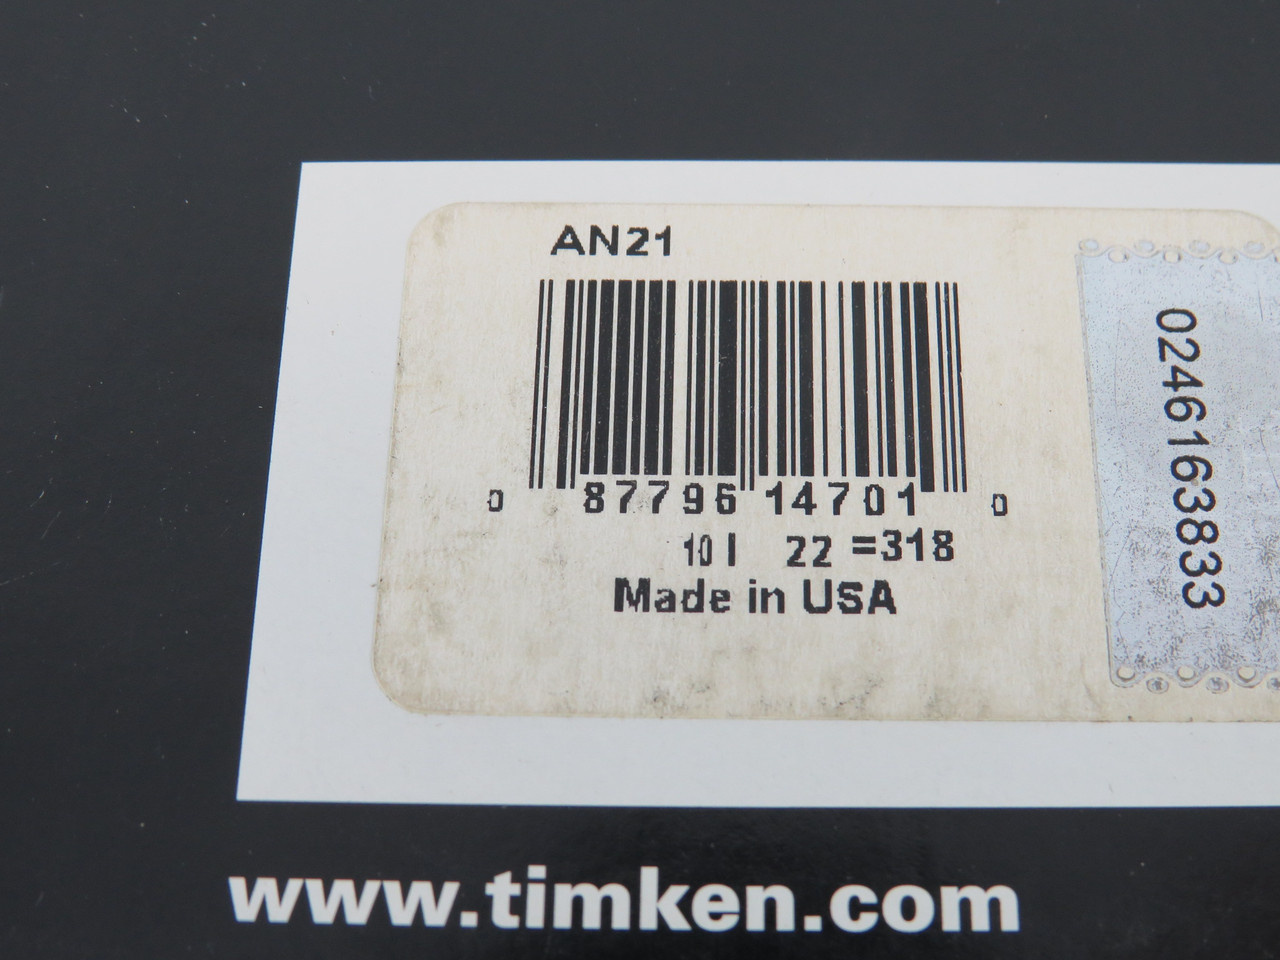 AN21
0 87796 14701 0
10 I 22 =318
Made in USA
0246163833
www.timken.com